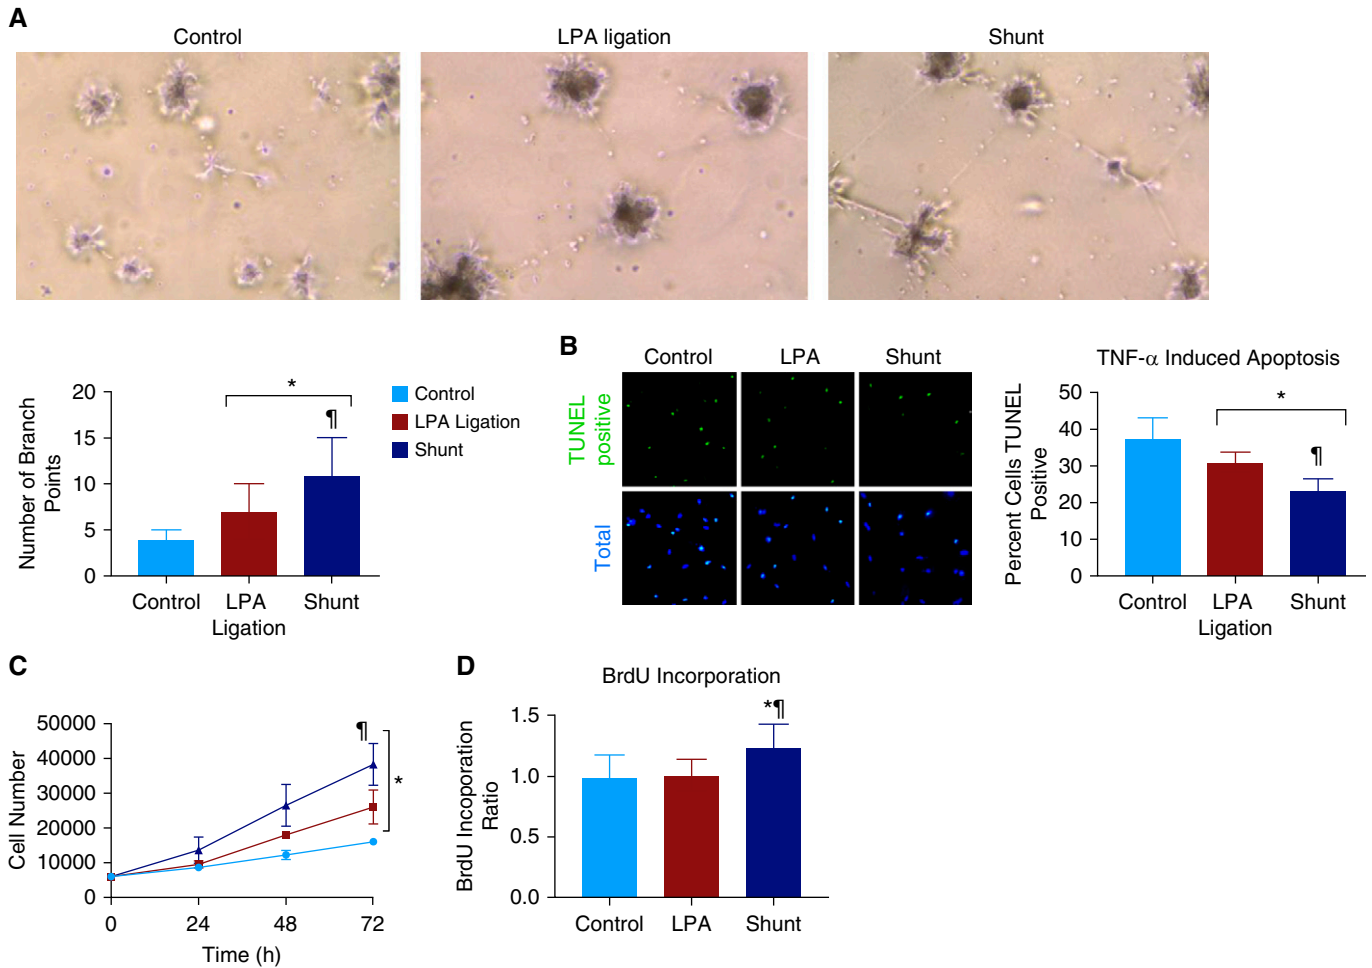 A
Control
LPA ligation
Shunt
Number of Branch
Points
20
15
10
5
0
*
¶
Control
LPA
Ligation
Shunt
Control
LPA Ligation
Shunt
B
Control
LPA
Shunt
TUNEL
positive
Total
TNF-α Induced Apoptosis
Percent Cells TUNEL
Positive
50
40
30
20
10
0
*
¶
Control
LPA
Ligation
Shunt
C
Cell Number
50000
40000
30000
20000
10000
0
¶
*
0
24
48
72
Time (h)
D
BrdU Incorporation
BrdU Incoporation
Ratio
1.5
1.0
0.5
0.0
*¶
Control
LPA
Shunt